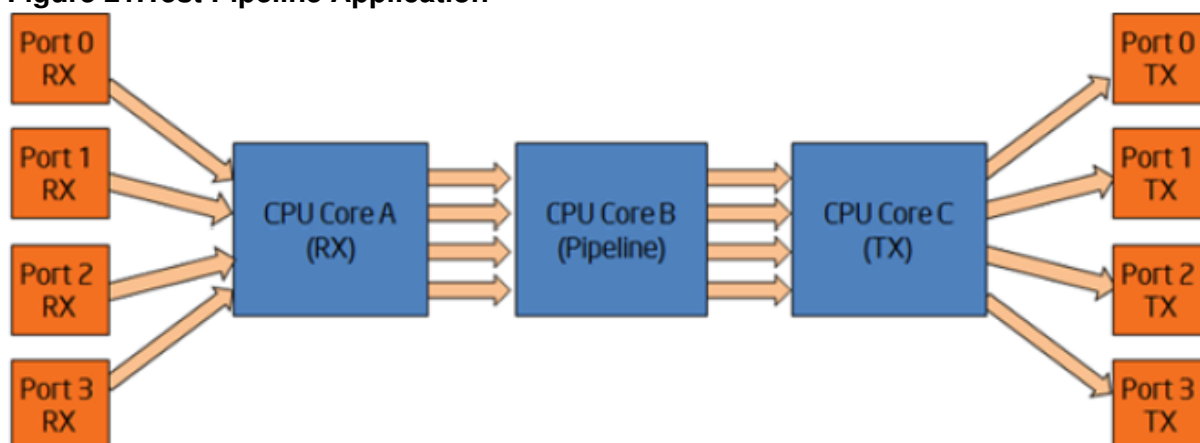 Port 0
RX
Port 1
RX
Port 2
RX
Port 3
RX
CPU Core A
(RX)
CPU Core B
(Pipeline)
CPU Core C
(TX)
Port 0
TX
Port 1
TX
Port 2
TX
Port 3
TX